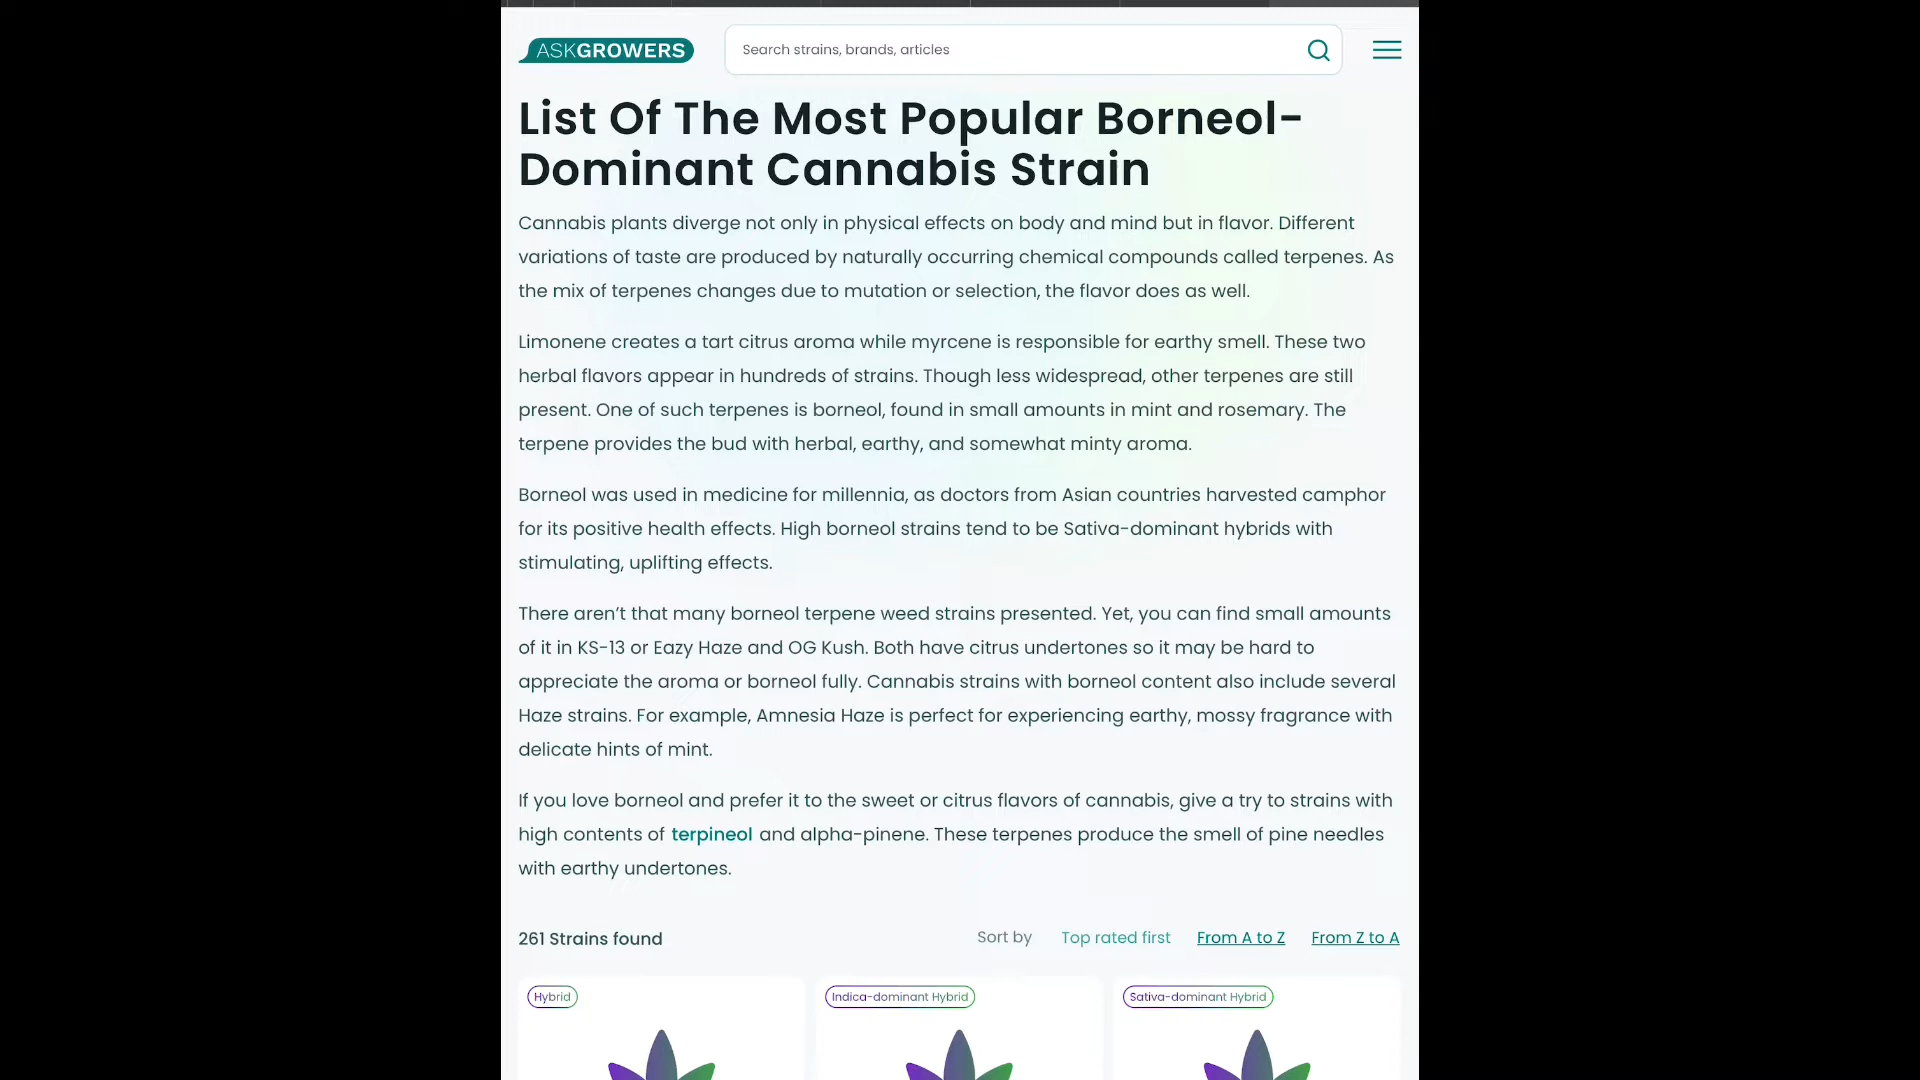 ASKGROWERS
Search strains, brands, articles
List Of The Most Popular Borneol-
Dominant Cannabis Strain
Cannabis plants diverge not only in physical effects on body and mind but in flavor. Different
variations of taste are produced by naturally occurring chemical compounds called terpenes. As
the mix of terpenes changes due to mutation or selection, the flavor does as well.
Limonene creates a tart citrus aroma while myrcene is responsible for earthy smell. These two
herbal flavors appear in hundreds of strains. Though less widespread, other terpenes are still
present. One of such terpenes is borneol, found in small amounts in mint and rosemary. The
terpene provides the bud with herbal, earthy, and somewhat minty aroma.
Borneol was used in medicine for millennia, as doctors from Asian countries harvested camphor
for its positive health effects. High borneol strains tend to be Sativa-dominant hybrids with
stimulating, uplifting effects.
There aren’t that many borneol terpene weed strains presented. Yet, you can find small amounts
of it in KS-13 or Eazy Haze and OG Kush. Both have citrus undertones so it may be hard to
appreciate the aroma or borneol fully. Cannabis strains with borneol content also include several
Haze strains. For example, Amnesia Haze is perfect for experiencing earthy, mossy fragrance with
delicate hints of mint.
If you love borneol and prefer it to the sweet or citrus flavors of cannabis, give a try to strains with
high contents of terpineol and alpha-pinene. These terpenes produce the smell of pine needles
with earthy undertones.
261 Strains found Sort by Top rated first From A to Z From Z to A
Hybrid Indica-dominant Hybrid Sativa-dominant Hybrid